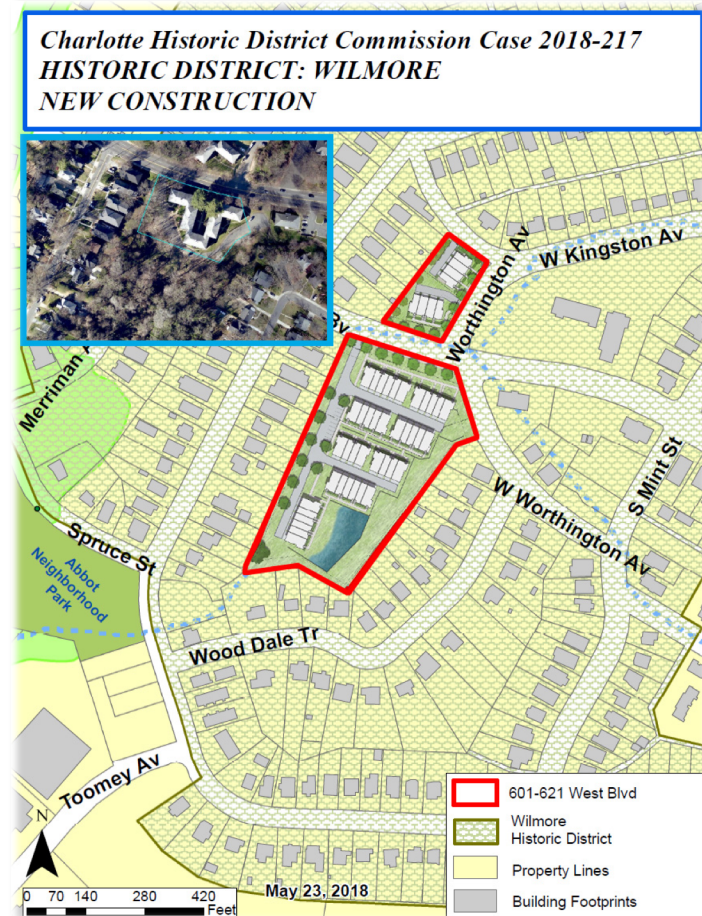 Charlotte Historic District Commission Case 2018-217
HISTORIC DISTRICT: WILMORE
NEW CONSTRUCTION
W Kingston Av
Worthington Av
Bv
Merriman
W Worthington Av
S Mint St
Spruce St
Abbot
Neighborhood
Park
Wood Dale Tr
Toomey Av
N
0 70 140 280 420
Feet
May 23, 2018
601-621 West Blvd
Wilmore
Historic District
Property Lines
Building Footprints